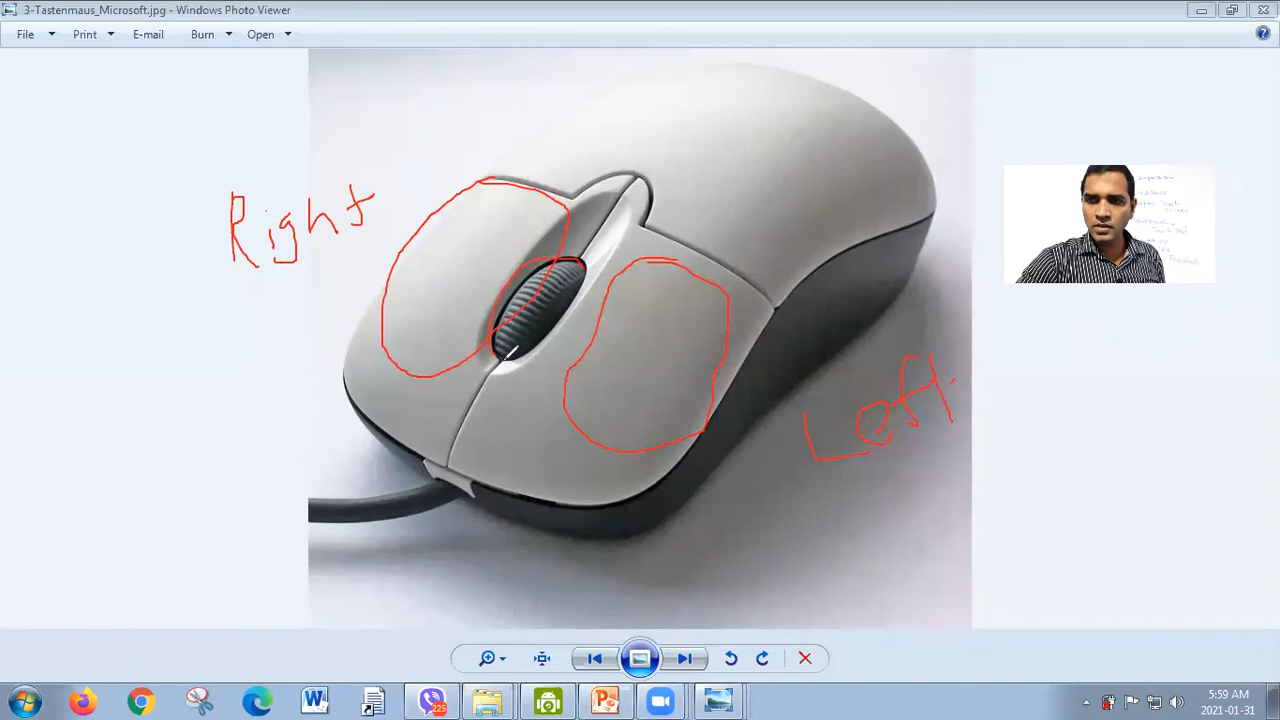 3-Tastenmaus_Microsoft.jpg - Windows Photo Viewer
File Print E-mail Burn Open
Right
Left
225
5:59 AM
2021-01-31